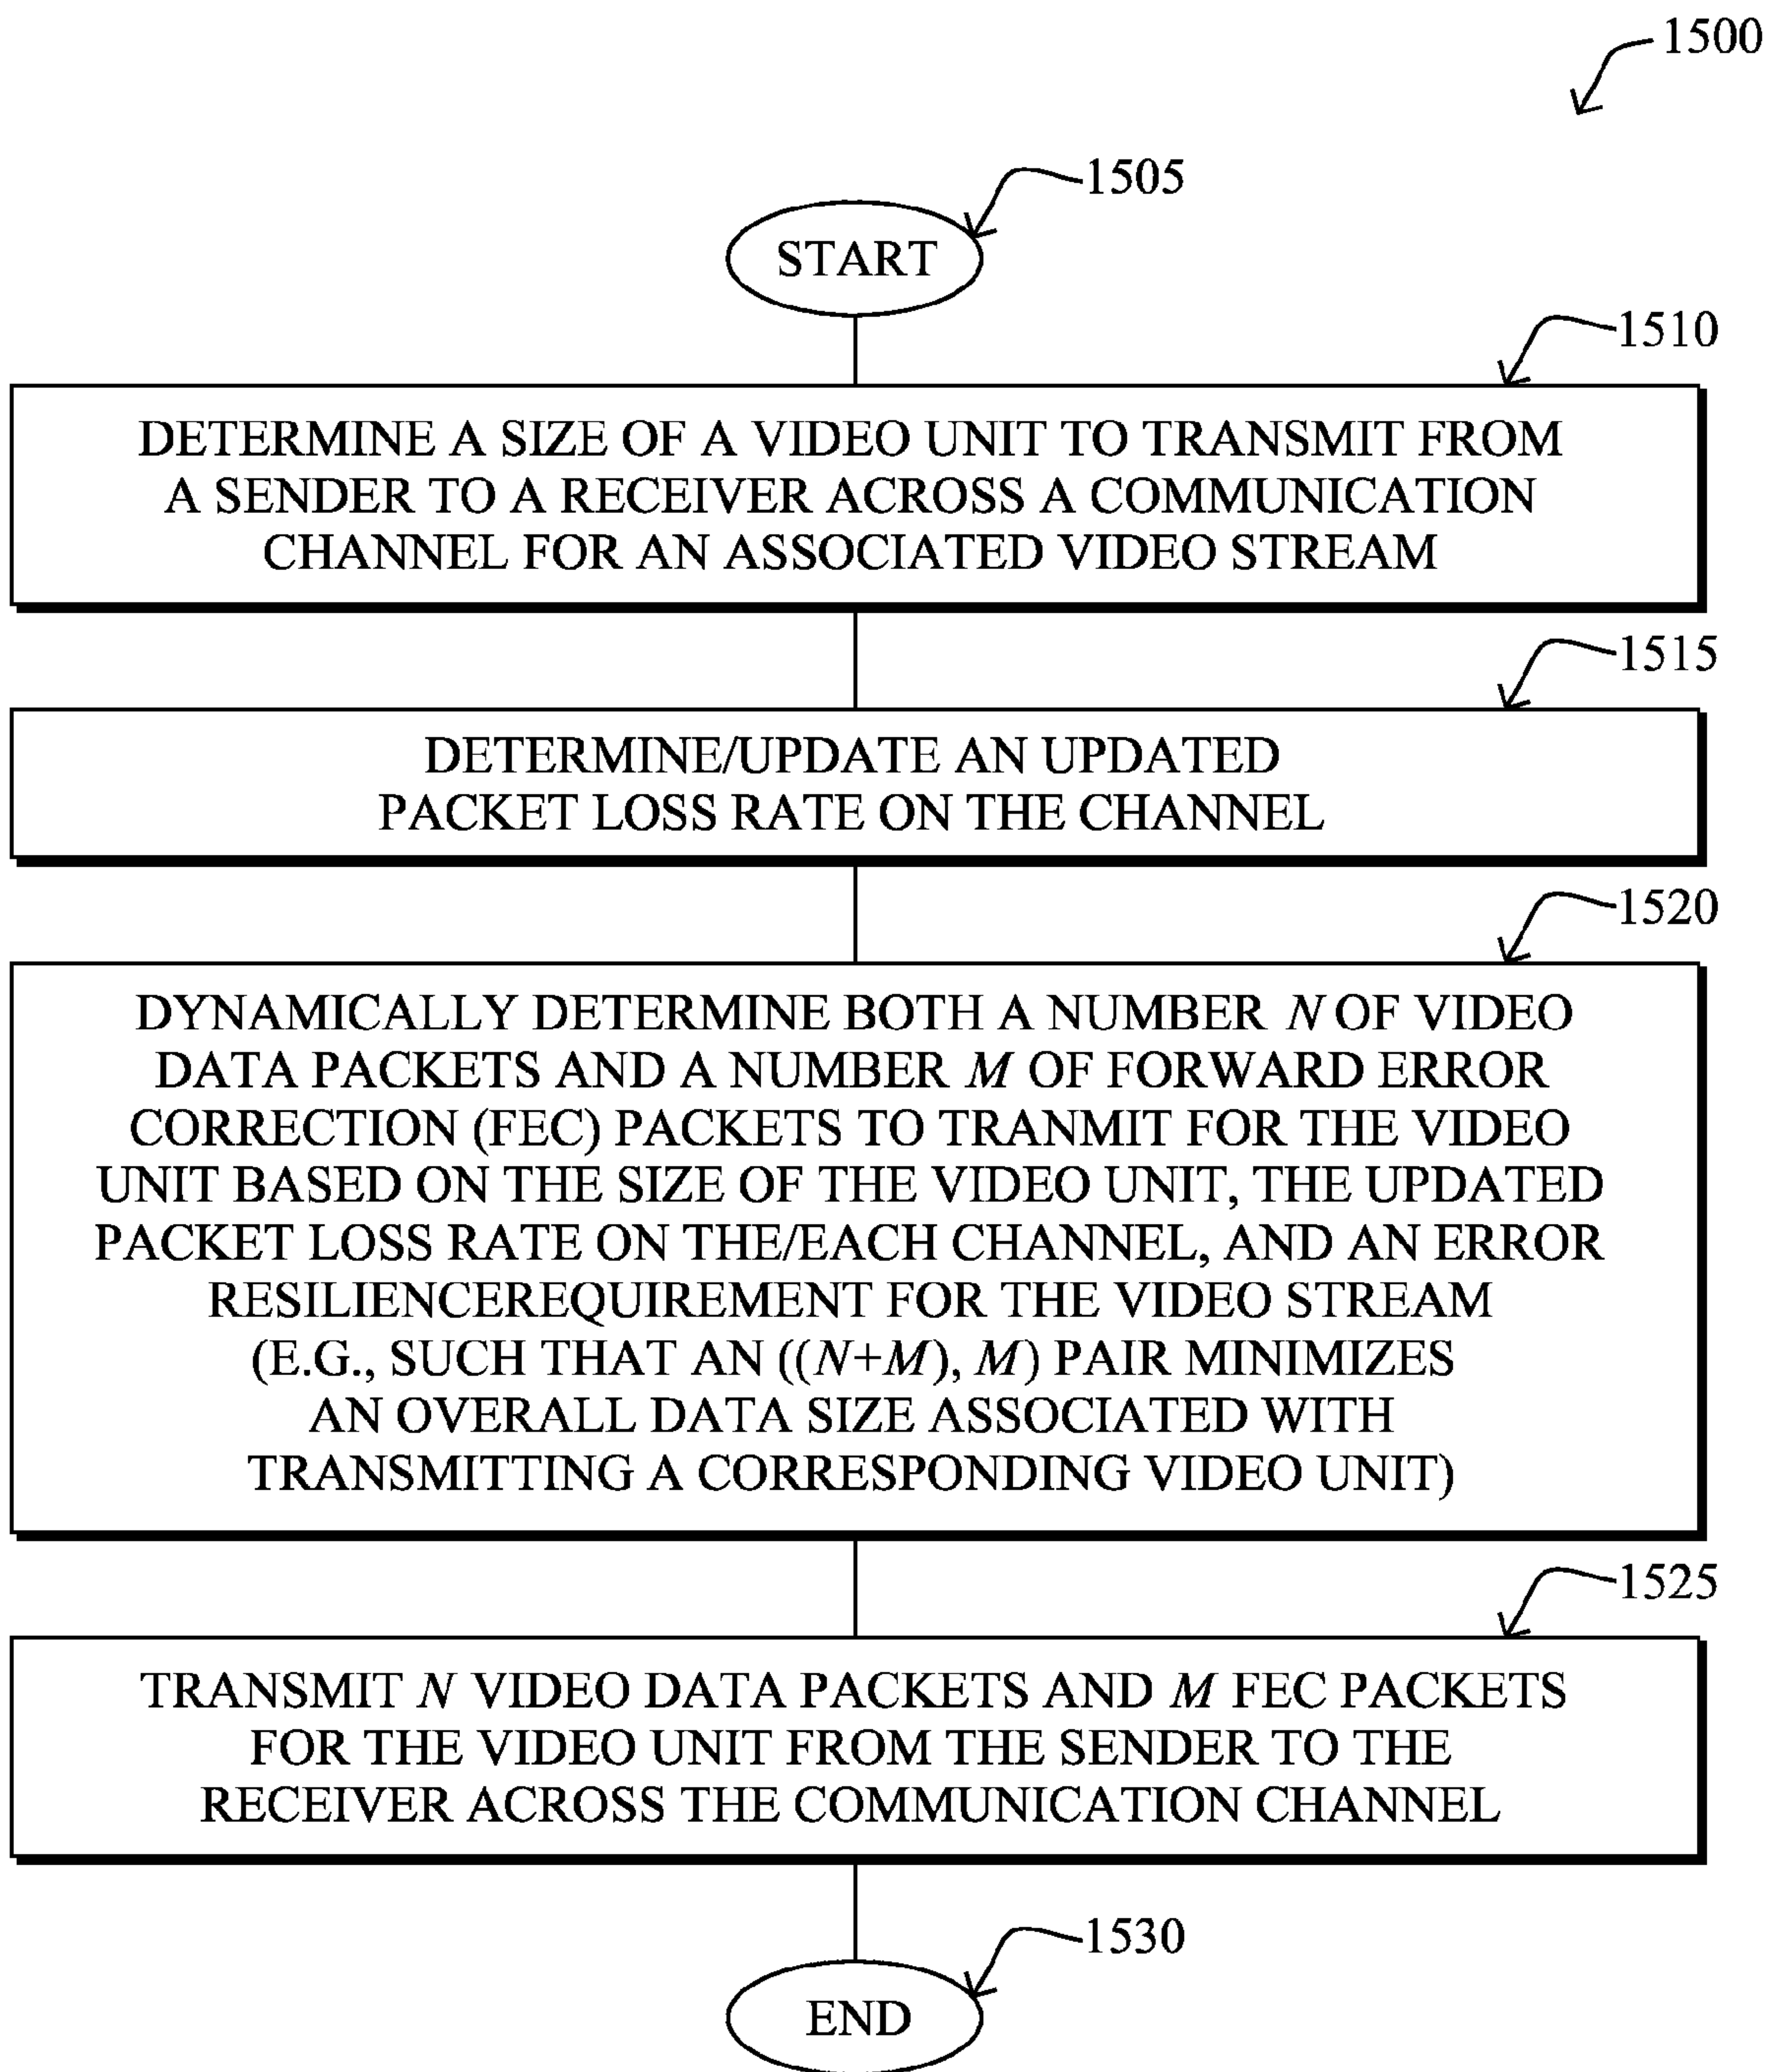 1500
1505
START
1510
DETERMINE A SIZE OF A VIDEO UNIT TO TRANSMIT FROM
A SENDER TO A RECEIVER ACROSS A COMMUNICATION
CHANNEL FOR AN ASSOCIATED VIDEO STREAM
1515
DETERMINE/UPDATE AN UPDATED
PACKET LOSS RATE ON THE CHANNEL
1520
DYNAMICALLY DETERMINE BOTH A NUMBER N OF VIDEO
DATA PACKETS AND A NUMBER M OF FORWARD ERROR
CORRECTION (FEC) PACKETS TO TRANMIT FOR THE VIDEO
UNIT BASED ON THE SIZE OF THE VIDEO UNIT, THE UPDATED
PACKET LOSS RATE ON THE/EACH CHANNEL, AND AN ERROR
RESILIENCEREQUIREMENT FOR THE VIDEO STREAM
(E.G., SUCH THAT AN ((N+M), M) PAIR MINIMIZES
AN OVERALL DATA SIZE ASSOCIATED WITH
TRANSMITTING A CORRESPONDING VIDEO UNIT)
1525
TRANSMIT N VIDEO DATA PACKETS AND M FEC PACKETS
FOR THE VIDEO UNIT FROM THE SENDER TO THE
RECEIVER ACROSS THE COMMUNICATION CHANNEL
1530
END